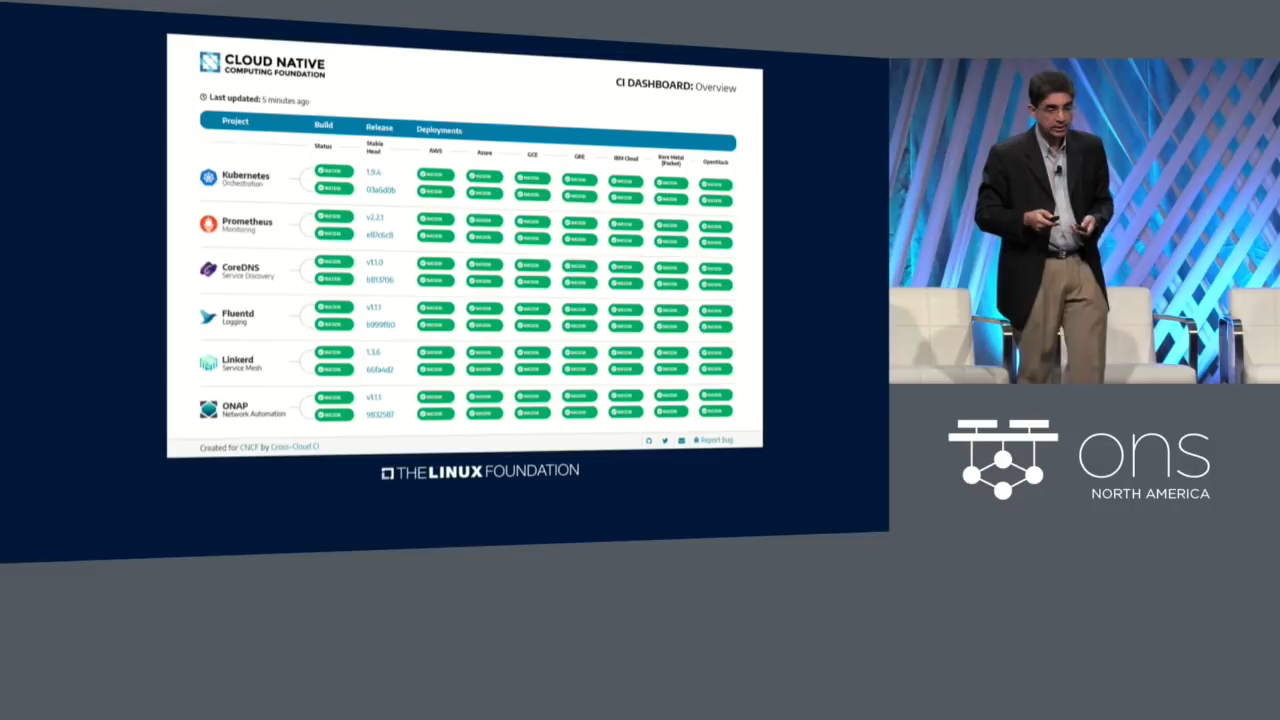 CLOUD NATIVE
COMPUTING FOUNDATION
CI DASHBOARD: Overview
Last updated: 5 minutes ago
Project Build Release Deployments
Status Stable Head AWS Azure GCE GKE IBM Cloud Bare Metal (Packet) OpenStack
Kubernetes
Orchestration
1.9.4
03a6d0b
Prometheus
Monitoring
v2.2.1
e87c6c8
CoreDNS
Service Discovery
v1.1.0
b813706
Fluentd
Logging
v1.1.1
b999f80
Linkerd
Service Mesh
1.3.6
66fa4d2
ONAP
Network Automation
v1.1.1
9832587
Created for CNCF by Cross-Cloud CI
Report bug
THE LINUX FOUNDATION
ons
NORTH AMERICA